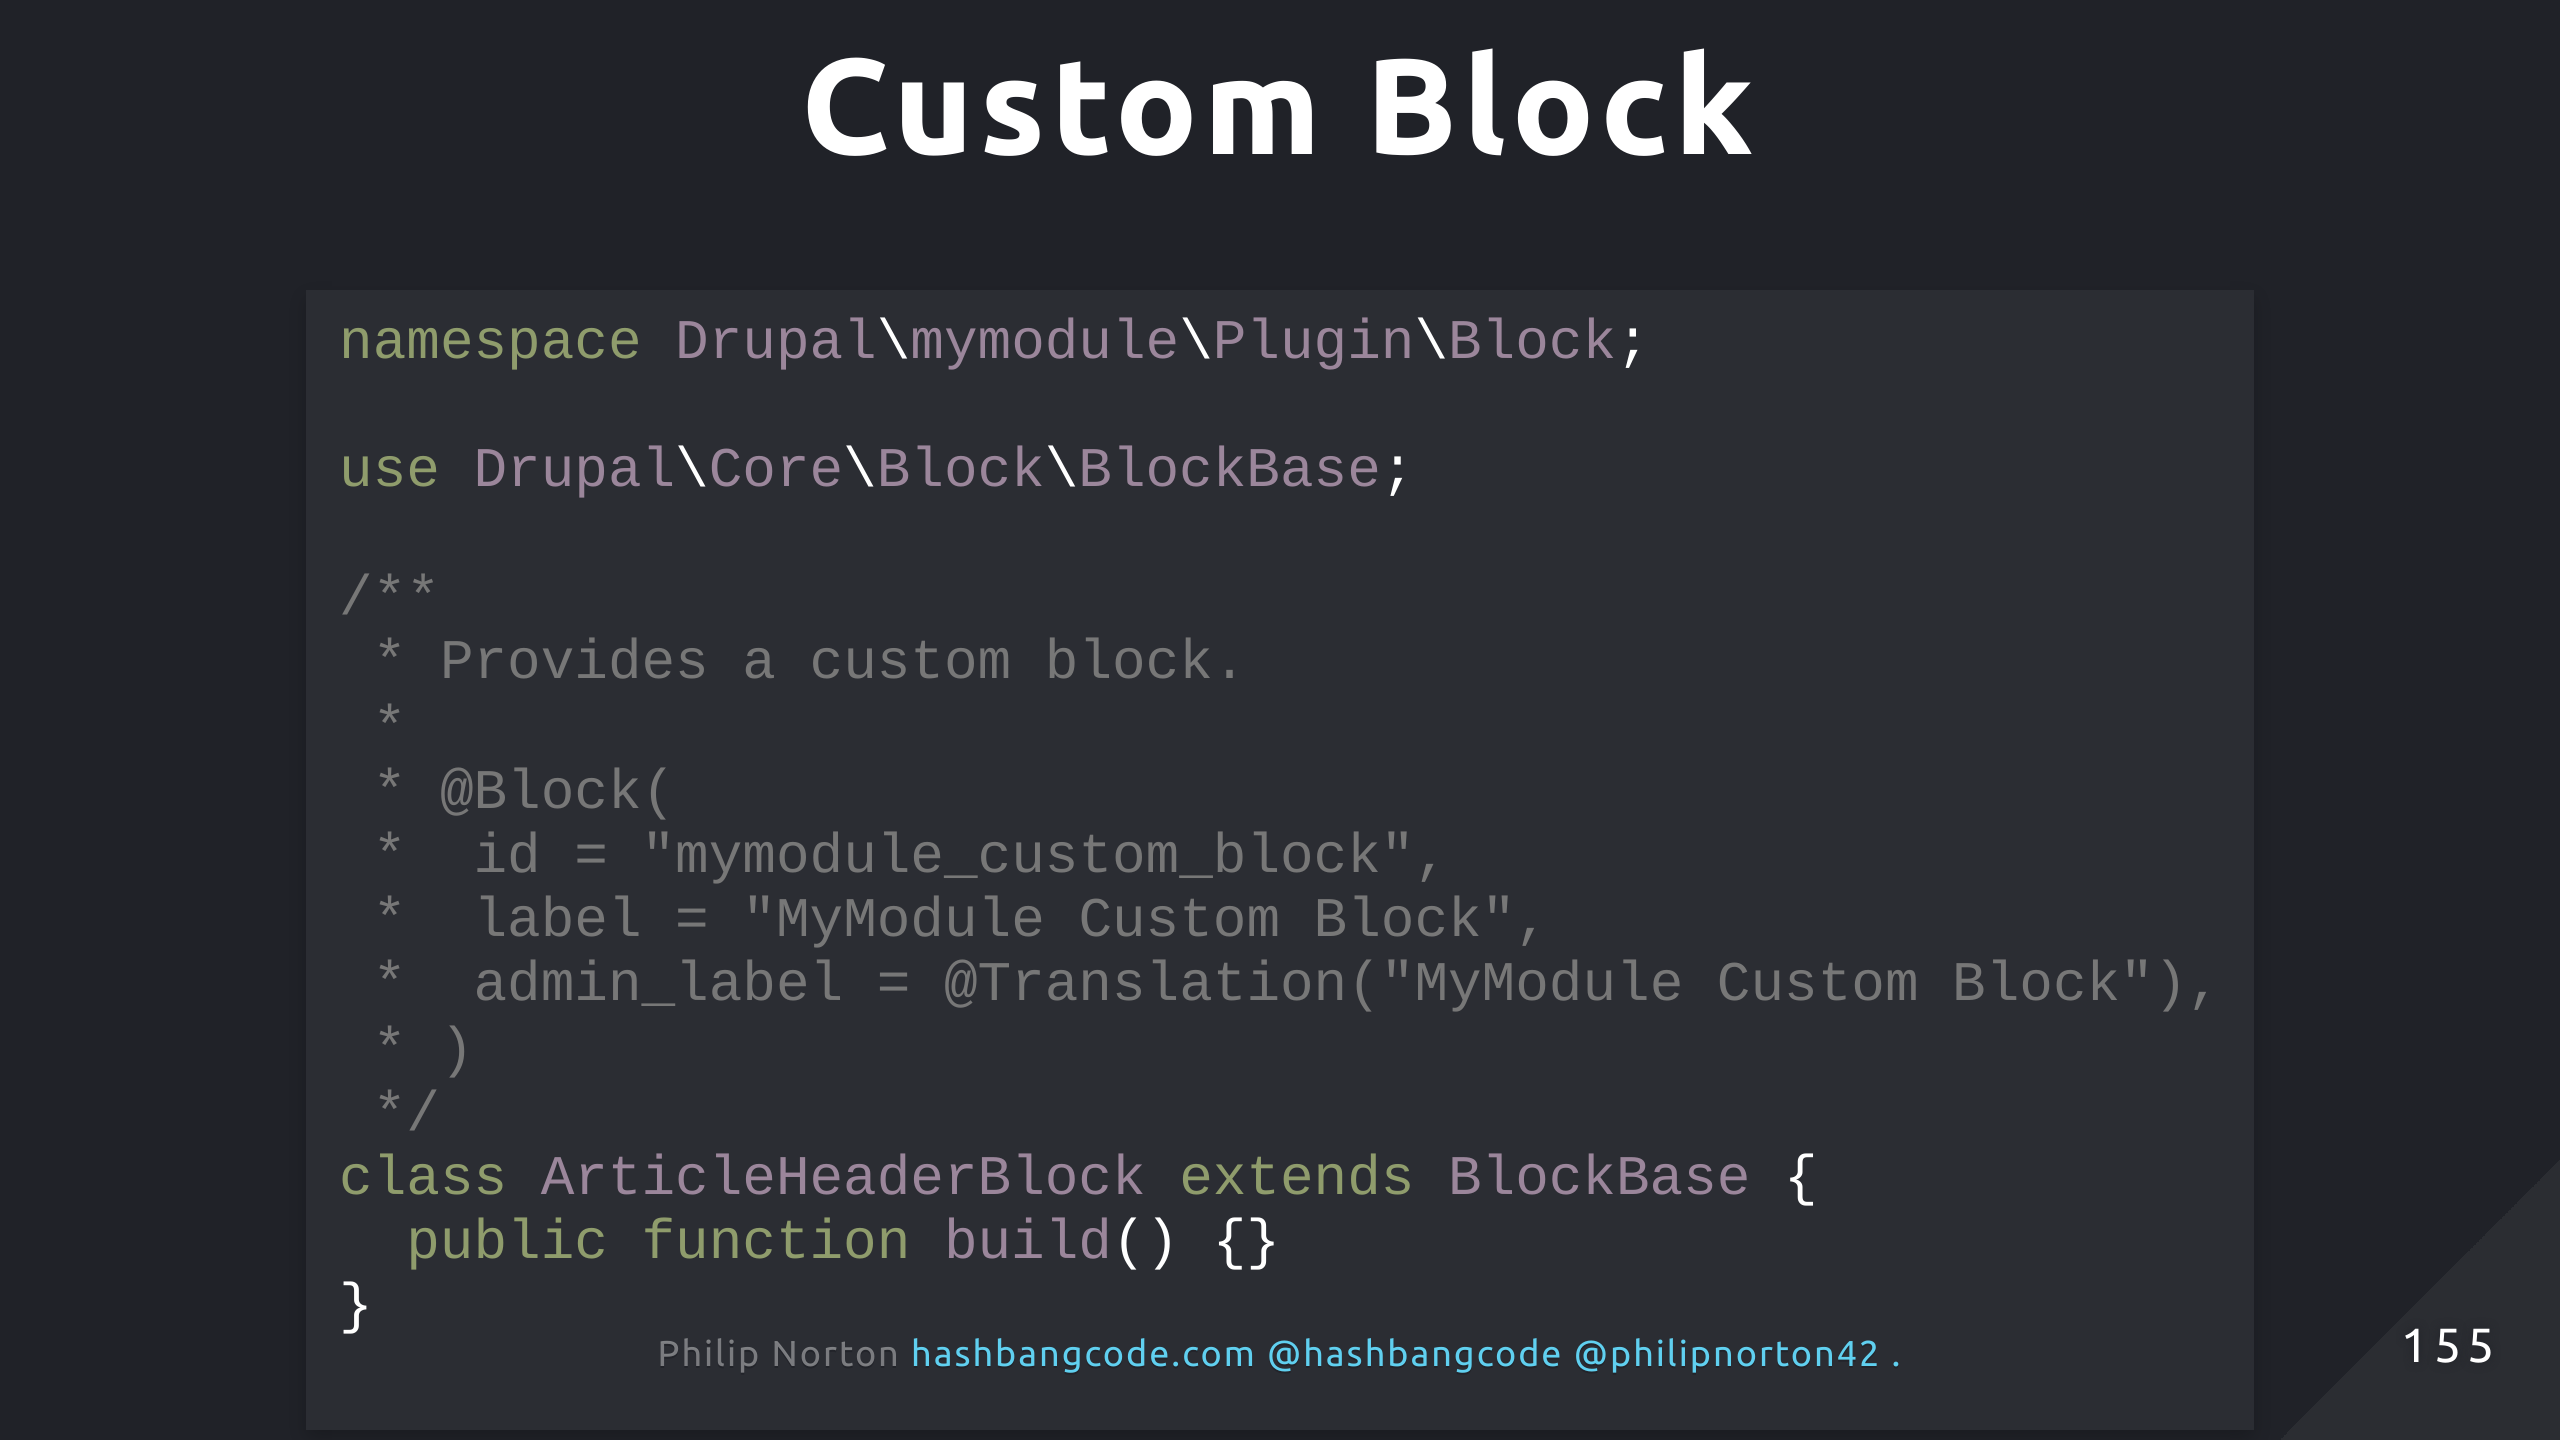 Custom Block
namespace Drupal\mymodule\Plugin\Block;
use Drupal\Core\Block\BlockBase;
/**
 * Provides a custom block.
 *
 * @Block(
 *  id = "mymodule_custom_block",
 *  label = "MyModule Custom Block",
 *  admin_label = @Translation("MyModule Custom Block"),
 * )
 */
class ArticleHeaderBlock extends BlockBase {
  public function build() {}
}
Philip Norton hashbangcode.com @hashbangcode @philipnorton42 .
155